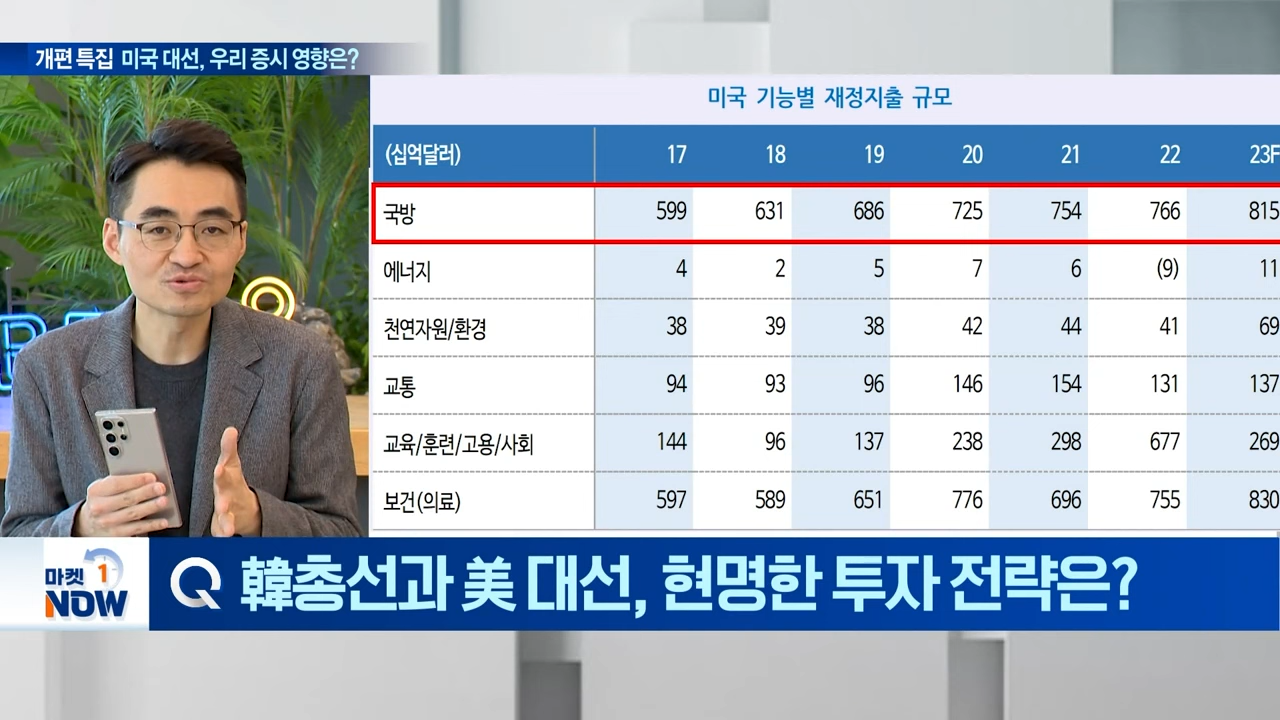 개편 특집 미국 대선, 우리 증시 영향은?
미국 기능별 재정지출 규모
(십억달러) 17 18 19 20 21 22 23F
국방 599 631 686 725 754 766 815
에너지 4 2 5 7 6 (9) 11
천연자원/환경 38 39 38 42 44 41 69
교통 94 93 96 146 154 131 137
교육/훈련/고용/사회 144 96 137 238 298 677 269
보건(의료) 597 589 651 776 696 755 830
마켓 1
NOW
Q 韓총선과 美 대선, 현명한 투자 전략은?